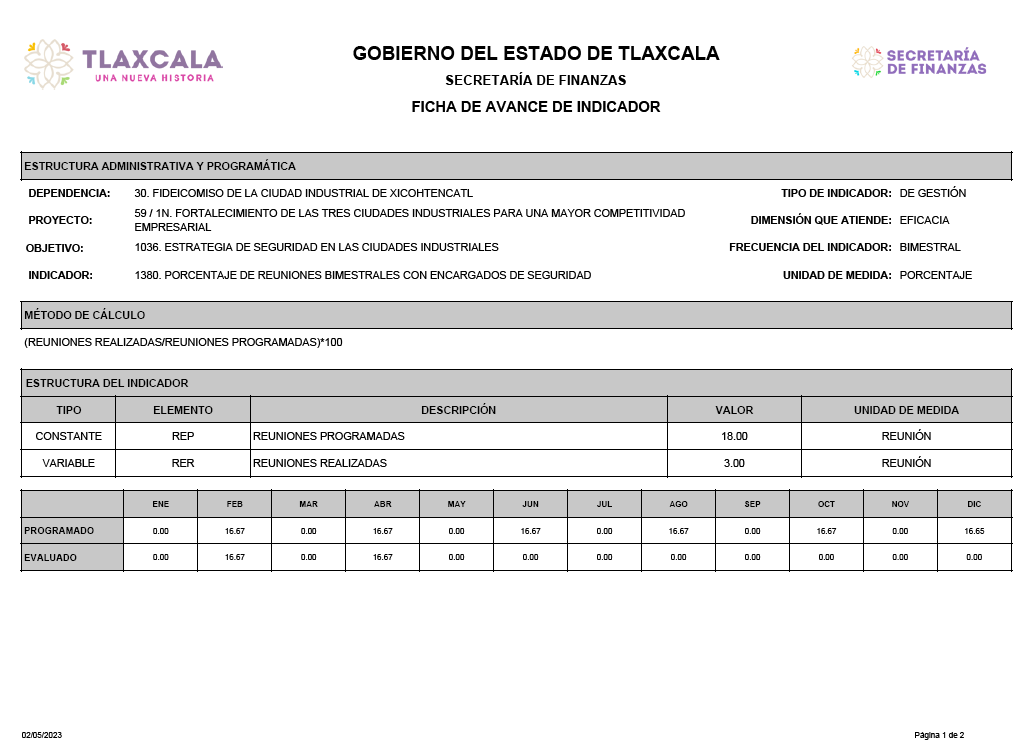 TLAXCALA
UNA NUEVA HISTORIA
GOBIERNO DEL ESTADO DE TLAXCALA
SECRETARÍA DE FINANZAS
FICHA DE AVANCE DE INDICADOR
SECRETARÍA
DE FINANZAS
ESTRUCTURA ADMINISTRATIVA Y PROGRAMÁTICA
DEPENDENCIA: 30. FIDEICOMISO DE LA CIUDAD INDUSTRIAL DE XICOHTENCATL TIPO DE INDICADOR: DE GESTIÓN
PROYECTO: 59 / 1N. FORTALECIMIENTO DE LAS TRES CIUDADES INDUSTRIALES PARA UNA MAYOR COMPETITIVIDAD
EMPRESARIAL DIMENSIÓN QUE ATIENDE: EFICACIA
OBJETIVO: 1036. ESTRATEGIA DE SEGURIDAD EN LAS CIUDADES INDUSTRIALES FRECUENCIA DEL INDICADOR: BIMESTRAL
INDICADOR: 1380. PORCENTAJE DE REUNIONES BIMESTRALES CON ENCARGADOS DE SEGURIDAD UNIDAD DE MEDIDA: PORCENTAJE
MÉTODO DE CÁLCULO
(REUNIONES REALIZADAS/REUNIONES PROGRAMADAS)*100
ESTRUCTURA DEL INDICADOR
TIPO ELEMENTO DESCRIPCIÓN VALOR UNIDAD DE MEDIDA
CONSTANTE REP REUNIONES PROGRAMADAS 18.00 REUNIÓN
VARIABLE RER REUNIONES REALIZADAS 3.00 REUNIÓN
ENE FEB MAR ABR MAY JUN JUL AGO SEP OCT NOV DIC
PROGRAMADO 0.00 16.67 0.00 16.67 0.00 16.67 0.00 16.67 0.00 16.67 0.00 16.65
EVALUADO 0.00 16.67 0.00 16.67 0.00 0.00 0.00 0.00 0.00 0.00 0.00 0.00
02/05/2023 Página 1 de 2